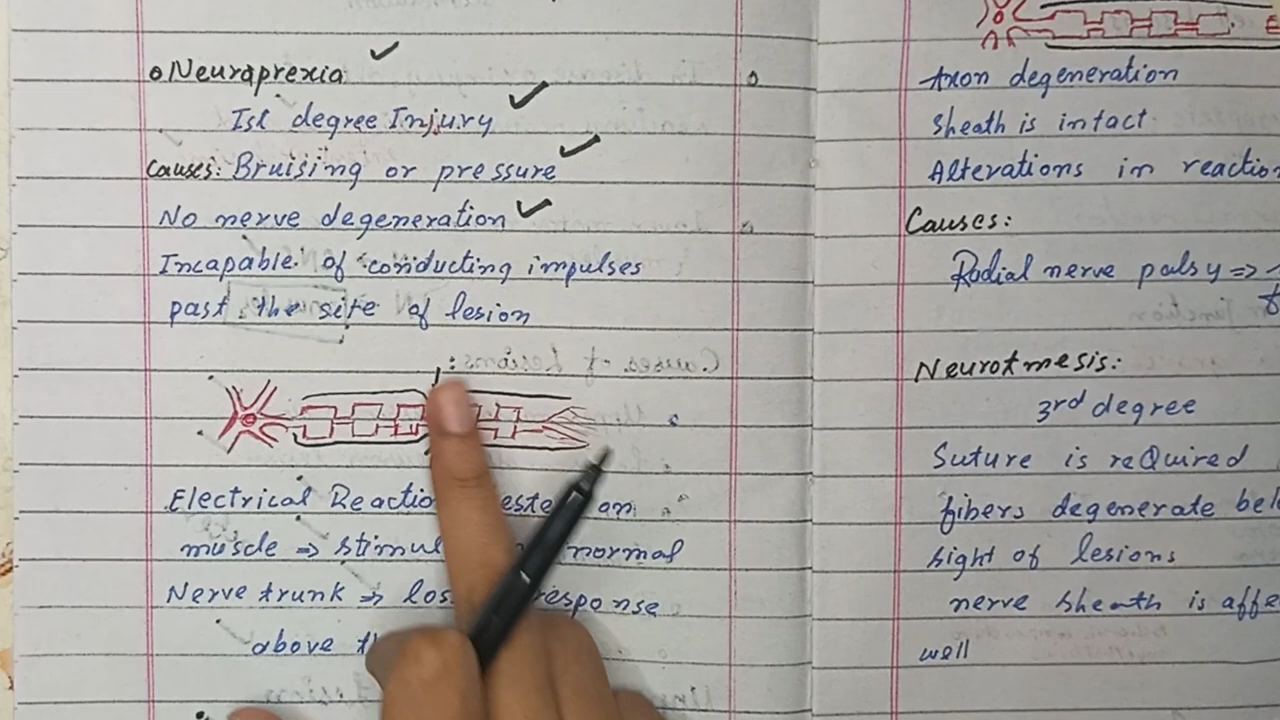 Neuraprexia
Ist degree Injury
Causes: Bruising or pressure
No nerve degeneration
Incapable of conducting impulses
past the site of lesion
Electrical Reactio on
muscle => stimul normal
Nerve trunk => los response
above
Axon degeneration
Sheath is intact
Alterations in reaction
Causes:
Radial nerve palsy =>
Neurotmesis:
3rd degree
Suture is reQuired
fibers degenerate bel
sight of lesions
nerve sheath is affe
well